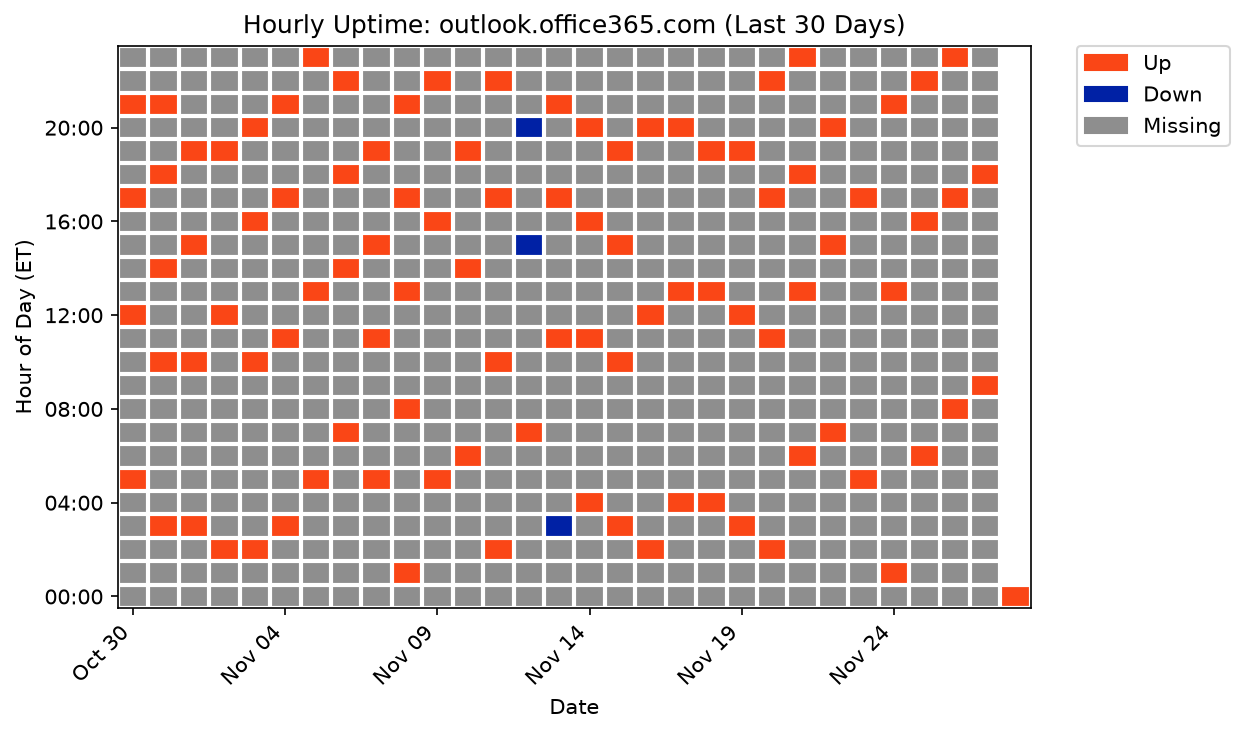 Hourly Uptime: outlook.office365.com (Last 30 Days)
Up
Down
Missing
Hour of Day (ET)
20:00
16:00
12:00
08:00
04:00
00:00
Oct 30
Nov 04
Nov 09
Nov 14
Nov 19
Nov 24
Date